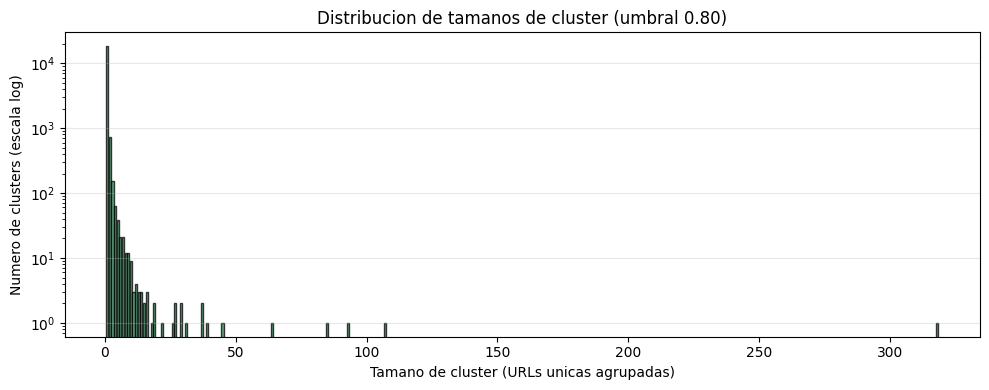 Distribucion de tamanos de cluster (umbral 0.80)
Numero de clusters (escala log)
10⁴
10³
10²
10¹
10⁰
0 50 100 150 200 250 300
Tamano de cluster (URLs unicas agrupadas)